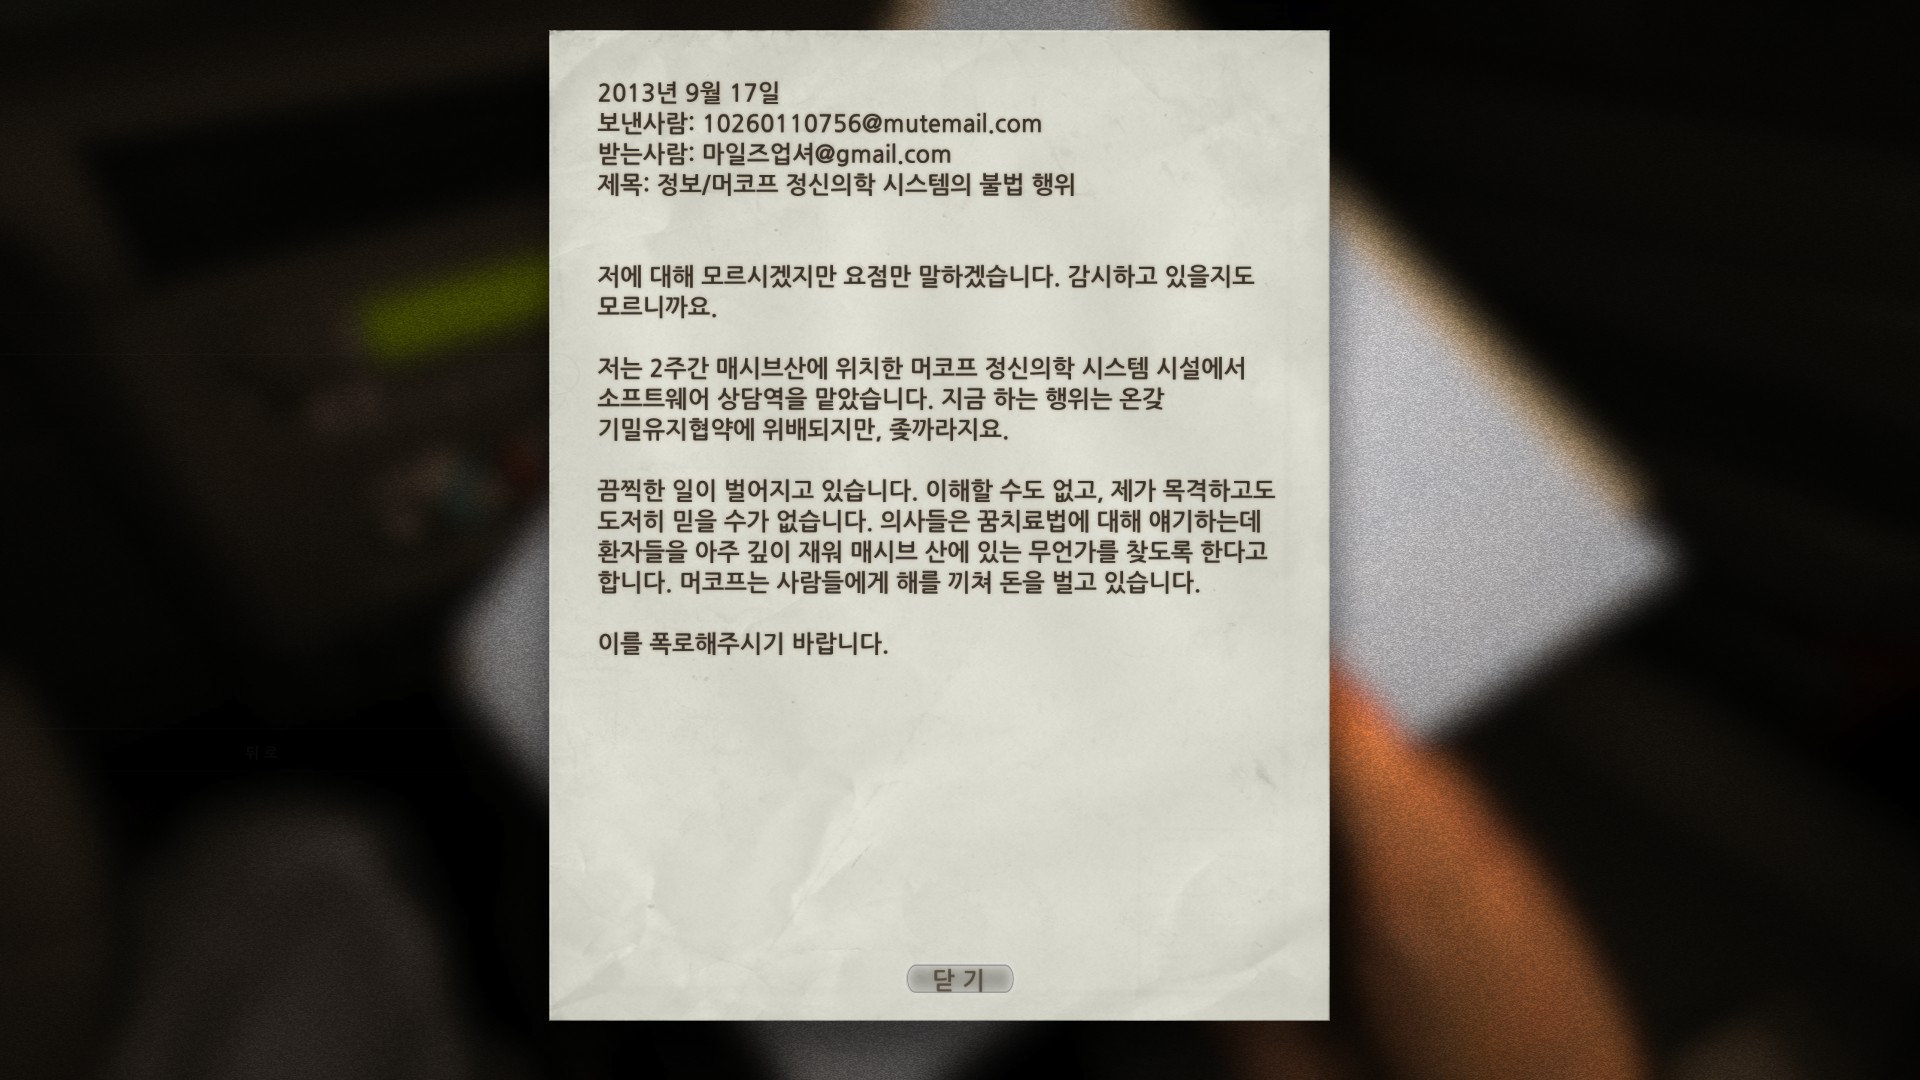 2013년 9월 17일
보낸사람: 10260110756@mutemail.com
받는사람: 마일즈업셔@gmail.com
제목: 정보/머코프 정신의학 시스템의 불법 행위
저에 대해 모르시겠지만 요점만 말하겠습니다. 감시하고 있을지도
모르니까요.
저는 2주간 매시브산에 위치한 머코프 정신의학 시스템 시설에서
소프트웨어 상담역을 맡았습니다. 지금 하는 행위는 온갖
기밀유지협약에 위배되지만, 좆까라지요.
끔찍한 일이 벌어지고 있습니다. 이해할 수도 없고, 제가 목격하고도
도저히 믿을 수가 없습니다. 의사들은 꿈치료법에 대해 얘기하는데
환자들을 아주 깊이 재워 매시브 산에 있는 무언가를 찾도록 한다고
합니다. 머코프는 사람들에게 해를 끼쳐 돈을 벌고 있습니다.
이를 폭로해주시기 바랍니다.
뒤로
닫기